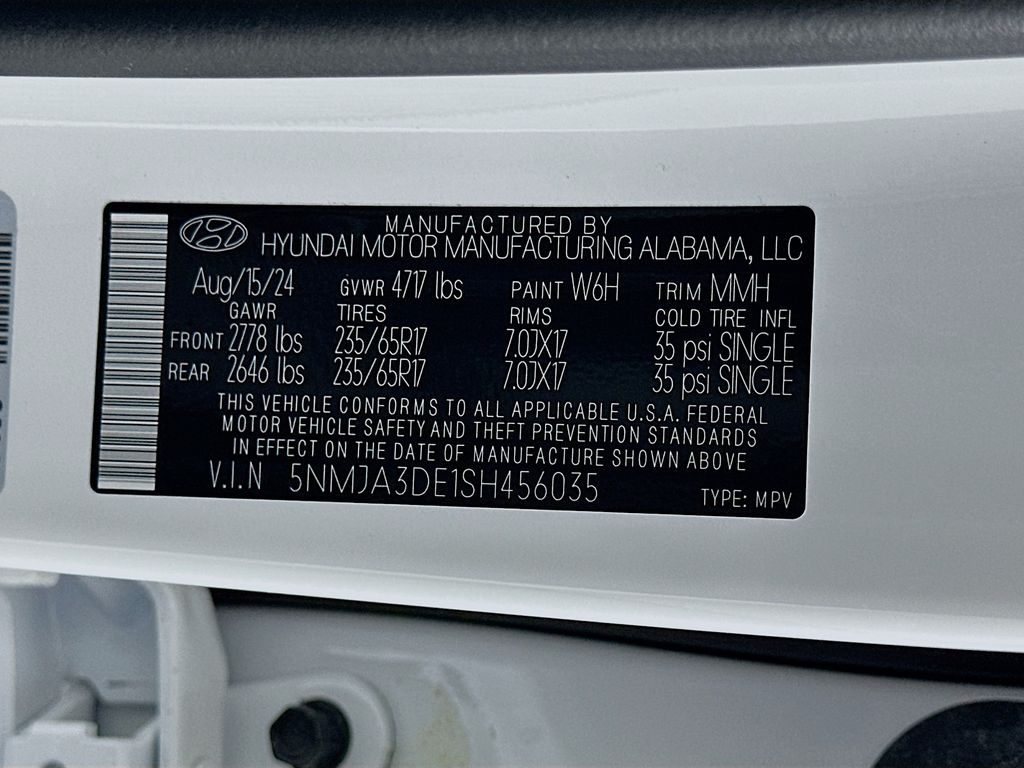 MANUFACTURED BY
HYUNDAI MOTOR MANUFACTURING ALABAMA, LLC
Aug/15/24 GVWR 4717 lbs PAINT W6H TRIM MMH
GAWR TIRES RIMS COLD TIRE INFL
FRONT 2778 lbs 235/65R17 7.0JX17 35 psi SINGLE
REAR 2646 lbs 235/65R17 7.0JX17 35 psi SINGLE
THIS VEHICLE CONFORMS TO ALL APPLICABLE U.S.A. FEDERAL
MOTOR VEHICLE SAFETY AND THEFT PREVENTION STANDARDS
IN EFFECT ON THE DATE OF MANUFACTURE SHOWN ABOVE
V.I.N 5NMJA3DE1SH456035 TYPE: MPV